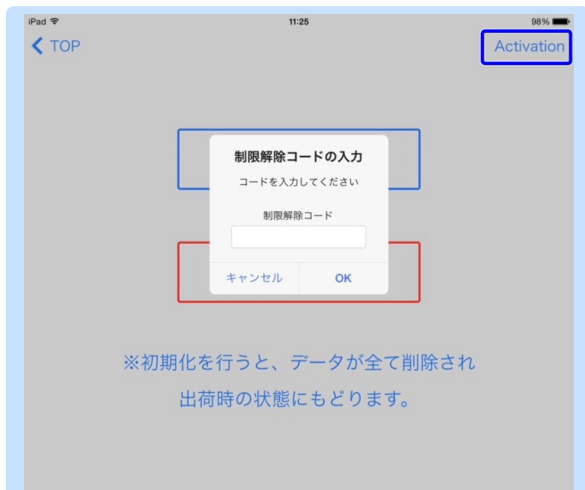 iPad 11:25 98%
TOP Activation
制限解除コードの入力
コードを入力してください
制限解除コード
キャンセル OK
※初期化を行うと、データが全て削除され
出荷時の状態にもどります。